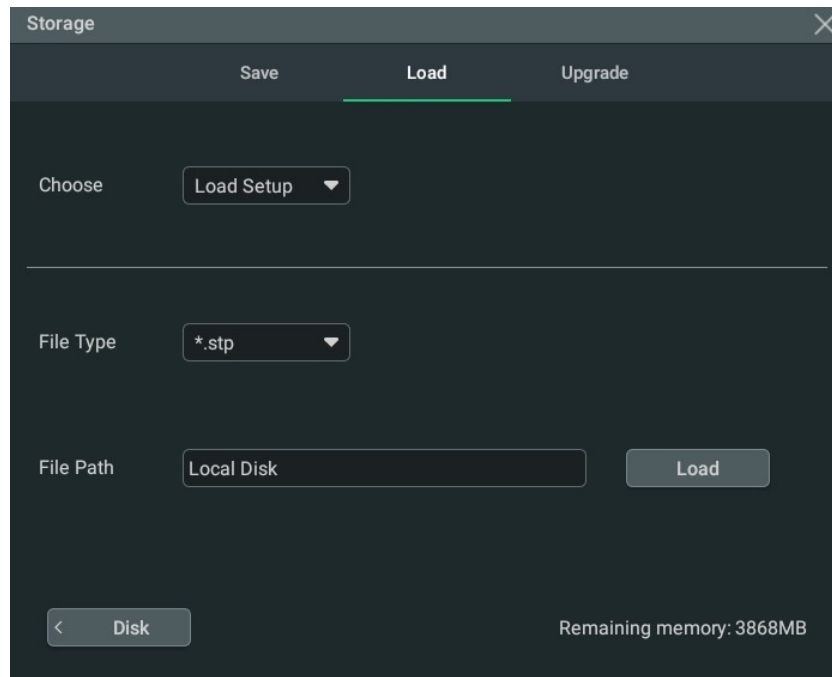 Storage
Save Load Upgrade
Choose Load Setup
File Type *.stp
File Path Local Disk Load
< Disk Remaining memory: 3868MB